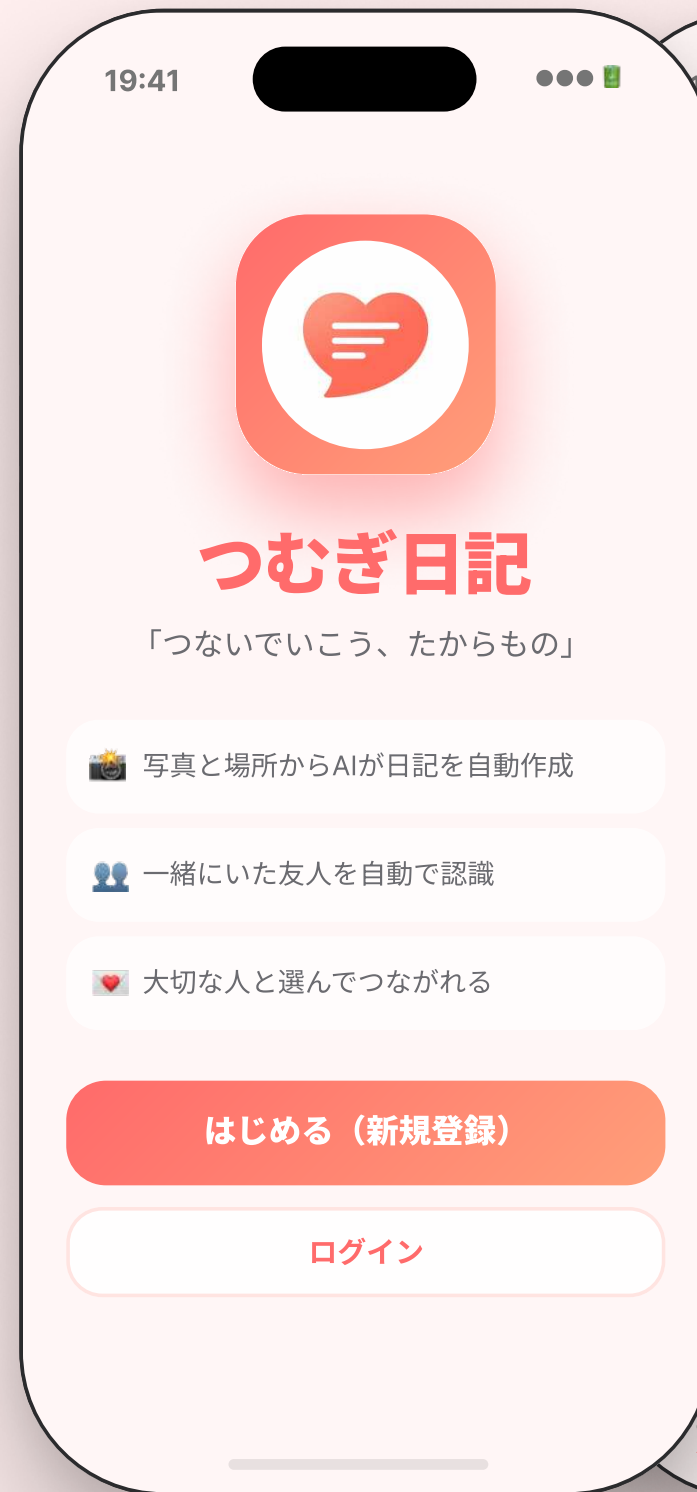 19:41
つむぎ日記
「つないでいこう、たからもの」
写真と場所からAIが日記を自動作成
一緒にいた友人を自動で認識
大切な人と選んでつながれる
はじめる（新規登録）
ログイン